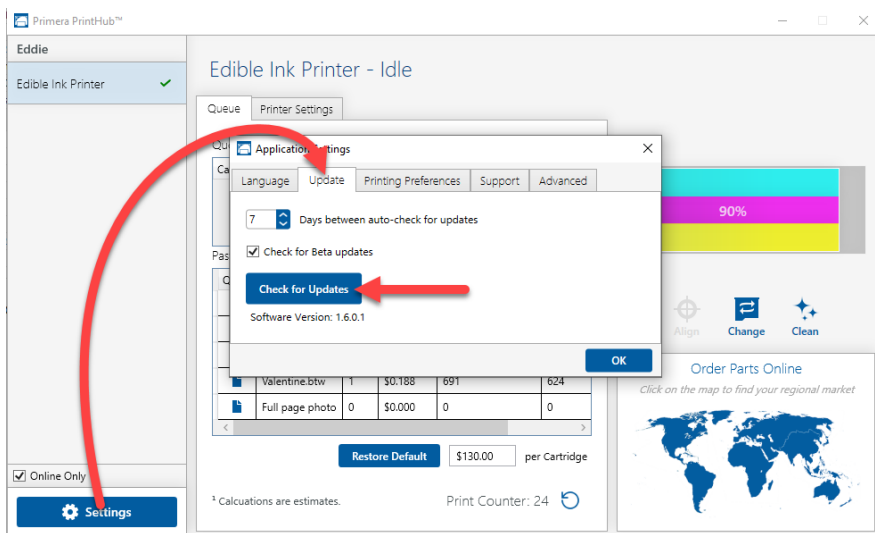 Primera PrintHub™
Eddie
Edible Ink Printer
Edible Ink Printer - Idle
Queue
Printer Settings
Application Settings
Language
Update
Printing Preferences
Support
Advanced
7
Days between auto-check for updates
Check for Beta updates
Check for Updates
Software Version: 1.6.0.1
OK
90%
Align
Change
Clean
Valentine.btw 1 $0.188 691 624
Full page photo 0 $0.000 0 0
Restore Default
$130.00
per Cartridge
Order Parts Online
Click on the map to find your regional market
Online Only
Settings
¹ Calcuations are estimates.
Print Counter: 24